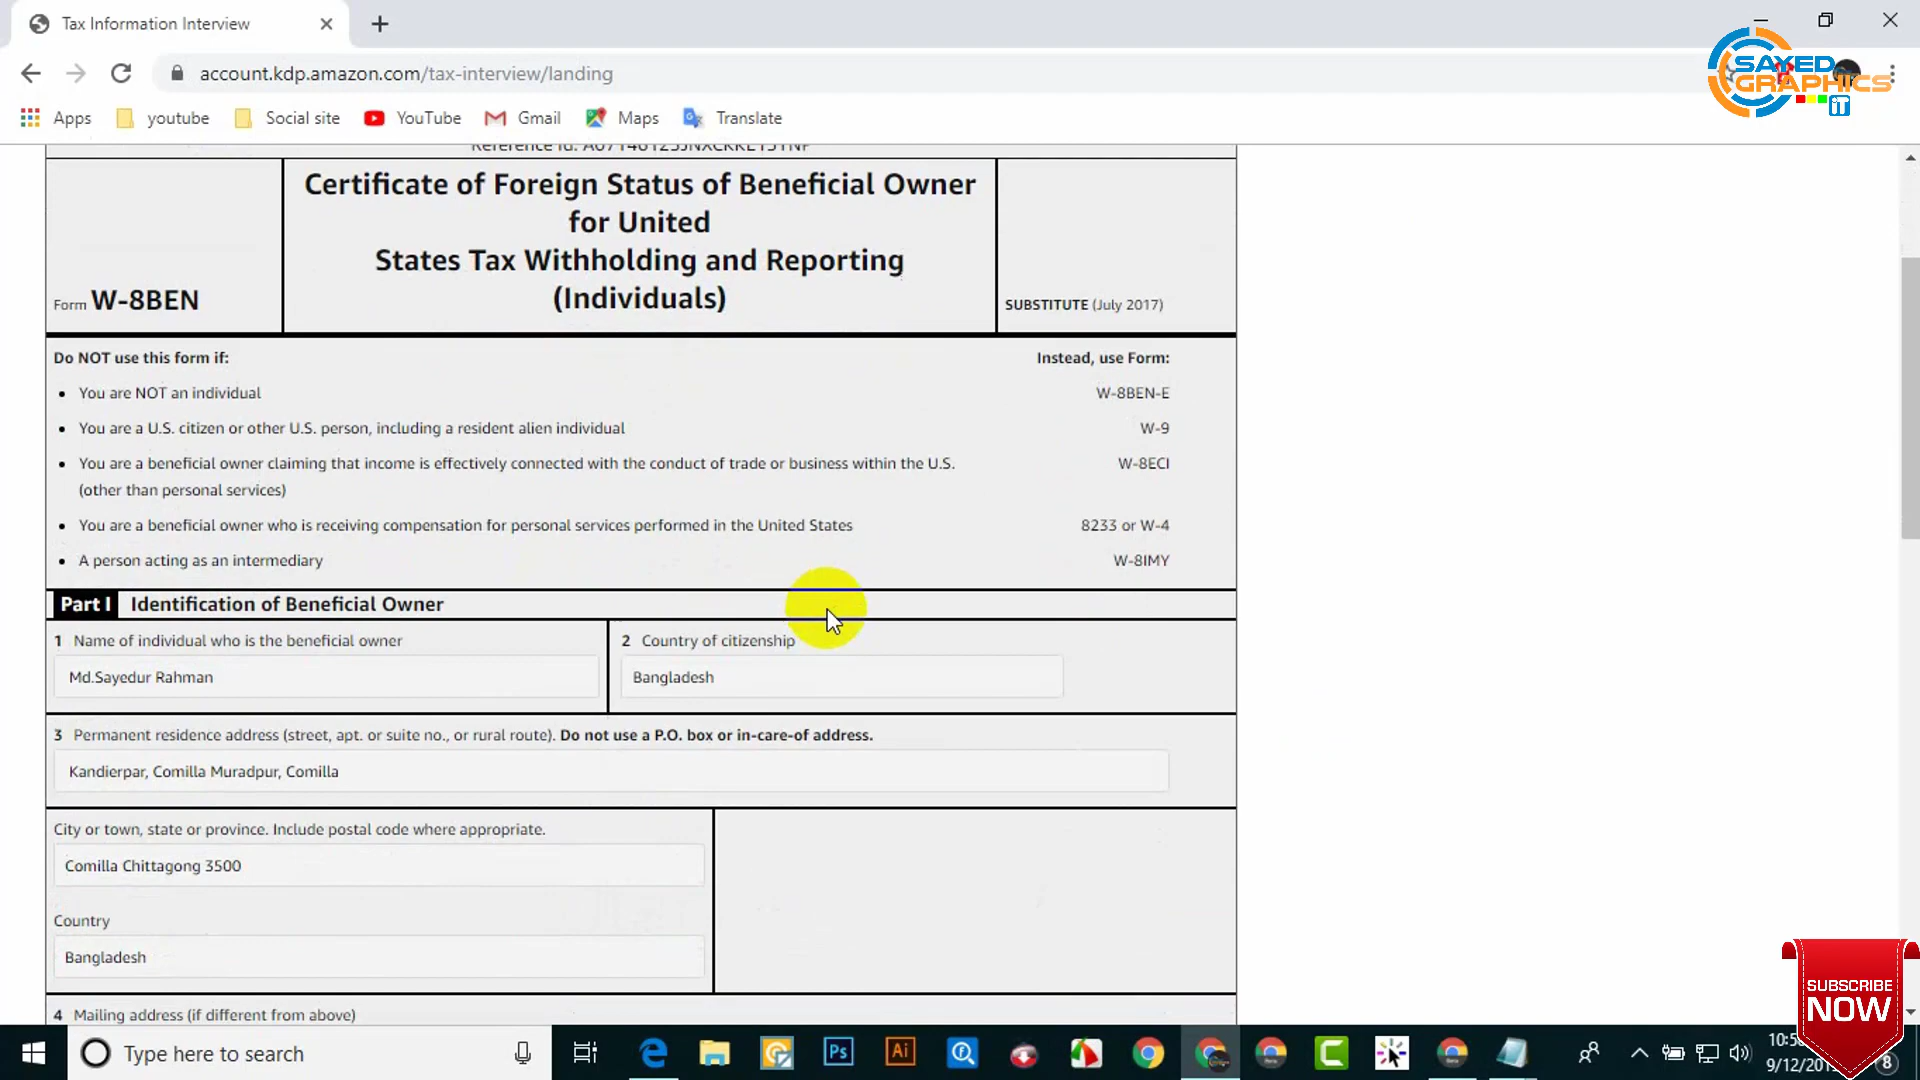 Tax Information Interview
account.kdp.amazon.com/tax-interview/landing
SAYED
GRAPHICS
iT
Apps youtube Social site YouTube Gmail Maps Translate
Form W-8BEN
Certificate of Foreign Status of Beneficial Owner
for United
States Tax Withholding and Reporting
(Individuals)
SUBSTITUTE (July 2017)
Do NOT use this form if: Instead, use Form:
• You are NOT an individual W-8BEN-E
• You are a U.S. citizen or other U.S. person, including a resident alien individual W-9
• You are a beneficial owner claiming that income is effectively connected with the conduct of trade or business within the U.S. W-8ECI
(other than personal services)
• You are a beneficial owner who is receiving compensation for personal services performed in the United States 8233 or W-4
• A person acting as an intermediary W-8IMY
Part I Identification of Beneficial Owner
1 Name of individual who is the beneficial owner 2 Country of citizenship
Md.Sayedur Rahman Bangladesh
3 Permanent residence address (street, apt. or suite no., or rural route). Do not use a P.O. box or in-care-of address.
Kandierpar, Comilla Muradpur, Comilla
City or town, state or province. Include postal code where appropriate.
Comilla Chittagong 3500
Country
Bangladesh
4 Mailing address (if different from above)
SUBSCRIBE
NOW
Type here to search
Ps
Ai
8